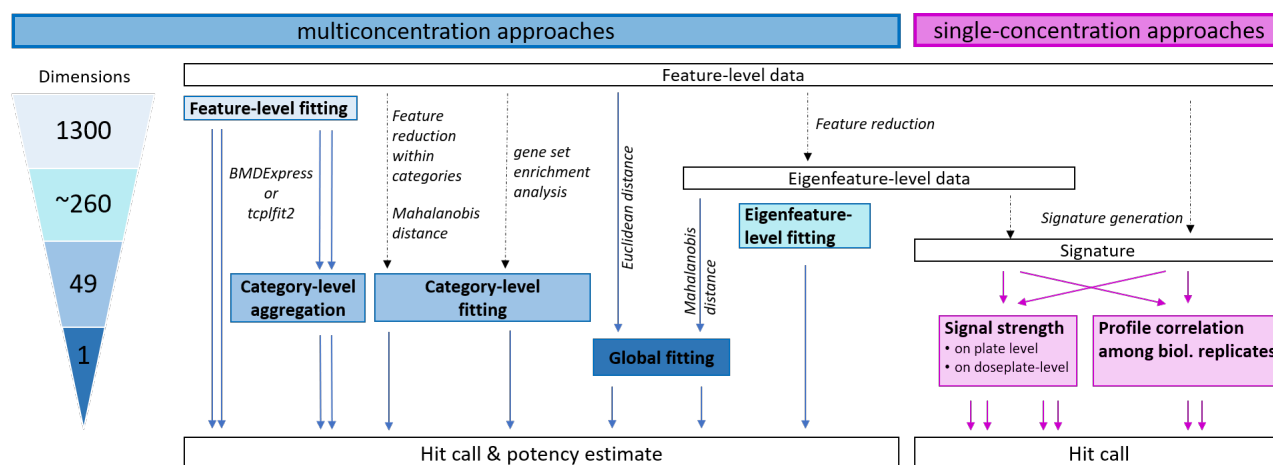 multiconcentration approaches
single-concentration approaches
Dimensions
1300
~260
49
1
Feature-level data
Feature-level fitting
BMDExpress
or
tcplfit2
Feature
reduction
within
categories
Mahalanobis
distance
gene set
enrichment
analysis
Euclidean distance
Feature reduction
Eigenfeature-level data
Mahalanobis
distance
Eigenfeature-
level fitting
Signature generation
Signature
Category-level
aggregation
Category-level
fitting
Global fitting
Signal strength
• on plate level
• on doseplate-level
Profile correlation
among biol. replicates
Hit call & potency estimate
Hit call